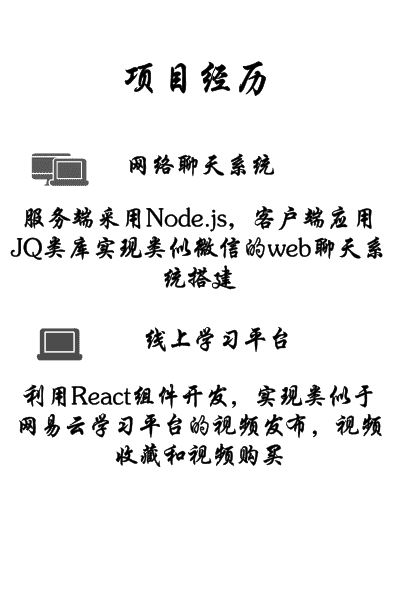 项目经历
网络聊天系统
服务端采用Node.js，客户端应用
JQ类库实现类似微信的web聊天系
统搭建
线上学习平台
利用React组件开发，实现类似于
网易云学习平台的视频发布，视频
收藏和视频购买